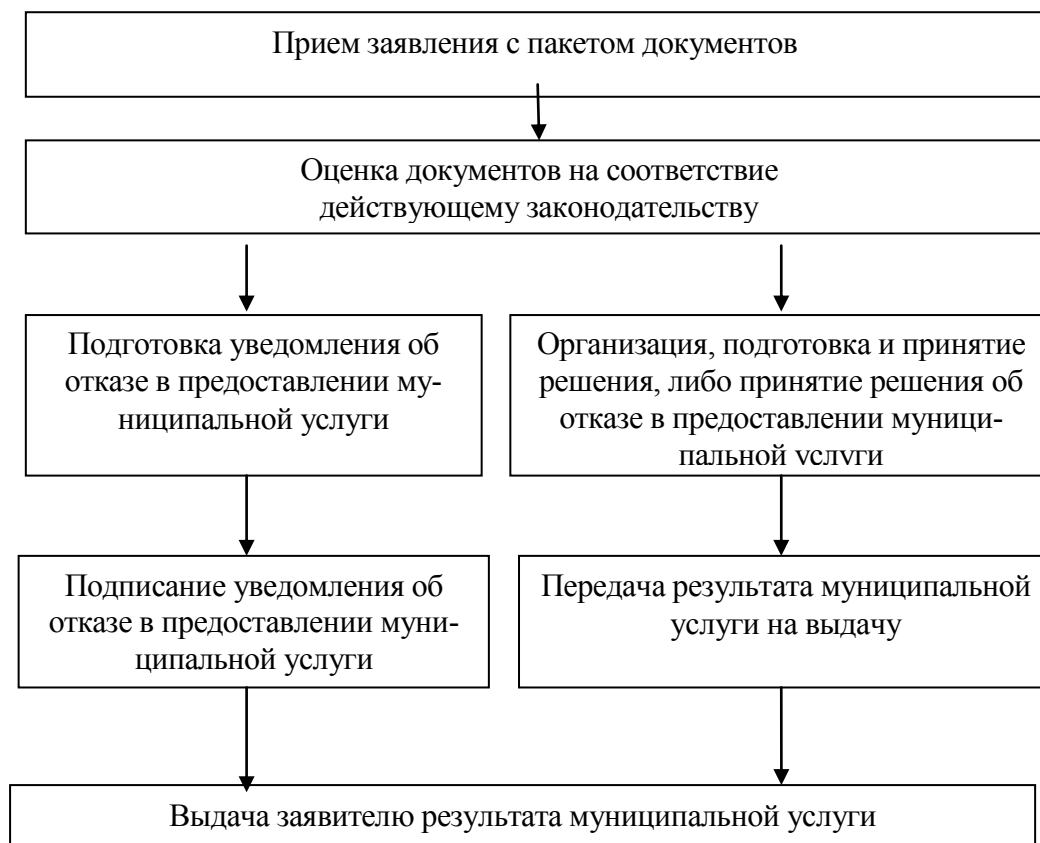 Прием заявления с пакетом документов
Оценка документов на соответствие
действующему законодательству
Подготовка уведомления об
отказе в предоставлении му-
ниципальной услуги
Организация, подготовка и принятие
решения, либо принятие решения об
отказе в предоставлении муници-
пальной услуги
Подписание уведомления об
отказе в предоставлении муни-
ципальной услуги
Передача результата муниципальной
услуги на выдачу
Выдача заявителю результата муниципальной услуги